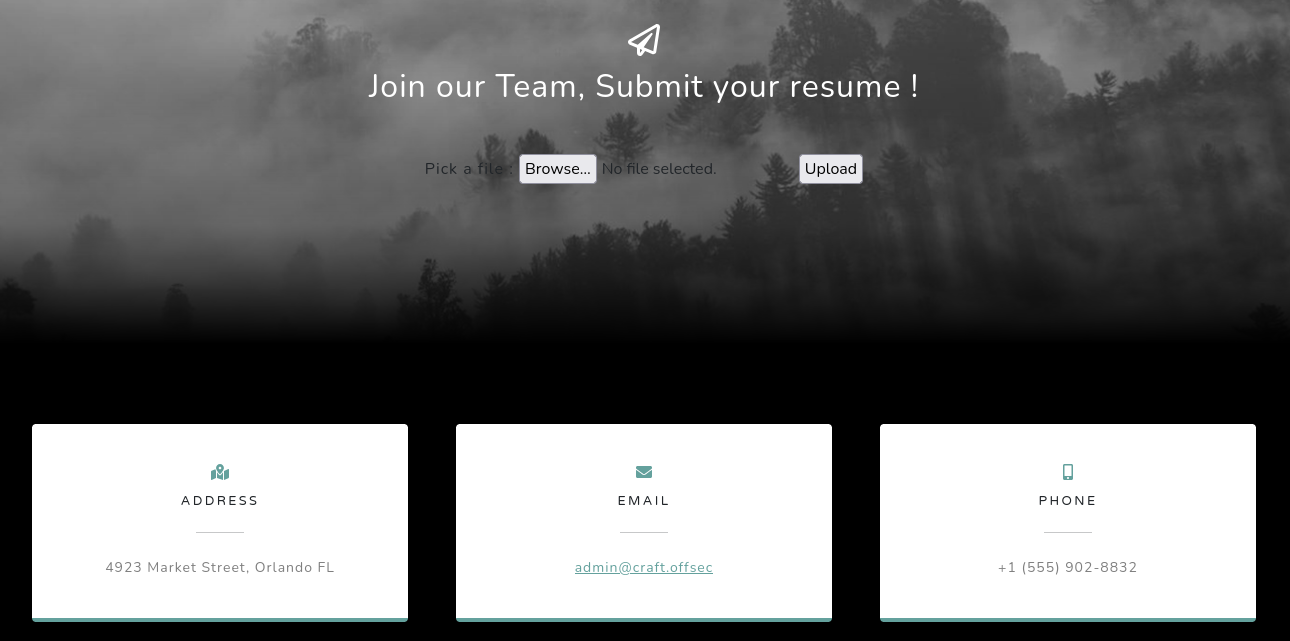 Join our Team, Submit your resume !
Pick a file : Browse... No file selected. Upload
ADDRESS
4923 Market Street, Orlando FL
EMAIL
admin@craft.offsec
PHONE
+1 (555) 902-8832